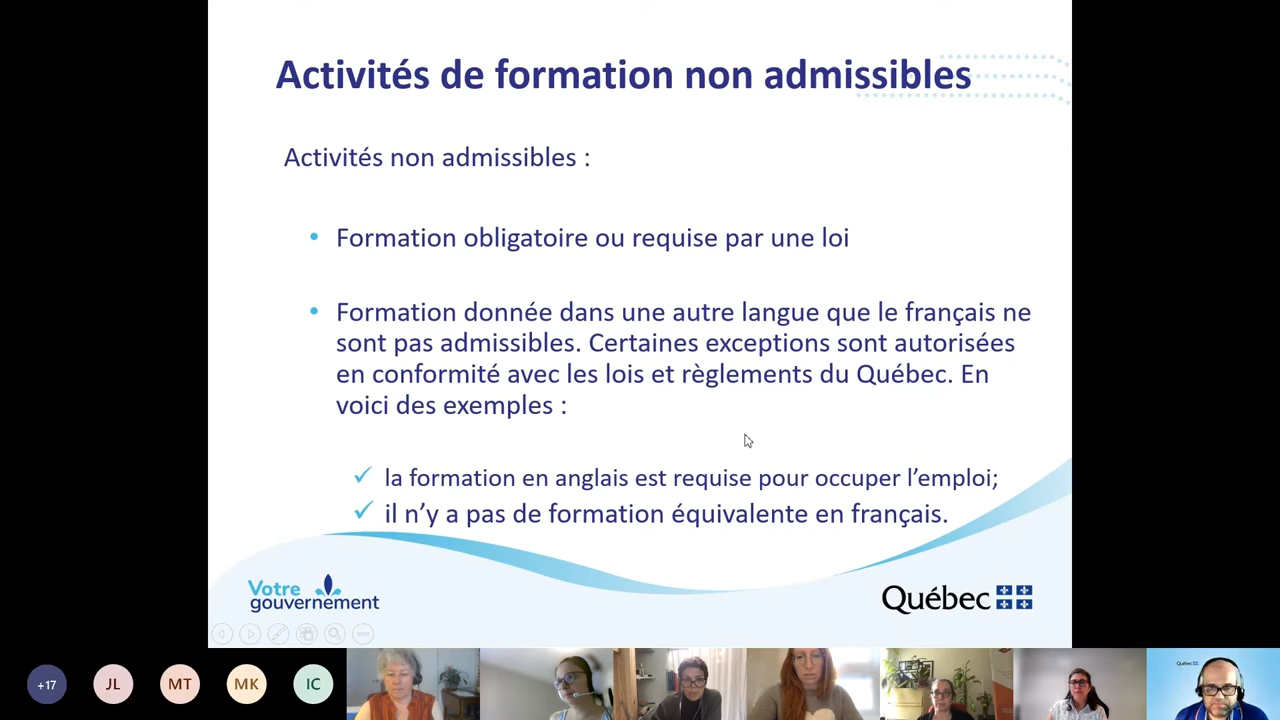 Activités de formation non admissibles
Activités non admissibles :
• Formation obligatoire ou requise par une loi
• Formation donnée dans une autre langue que le français ne
sont pas admissibles. Certaines exceptions sont autorisées
en conformité avec les lois et règlements du Québec. En
voici des exemples :
✓ la formation en anglais est requise pour occuper l’emploi;
✓ il n’y a pas de formation équivalente en français.
Votre
gouvernement
Québec
+17
JL
MT
MK
IC
Québec